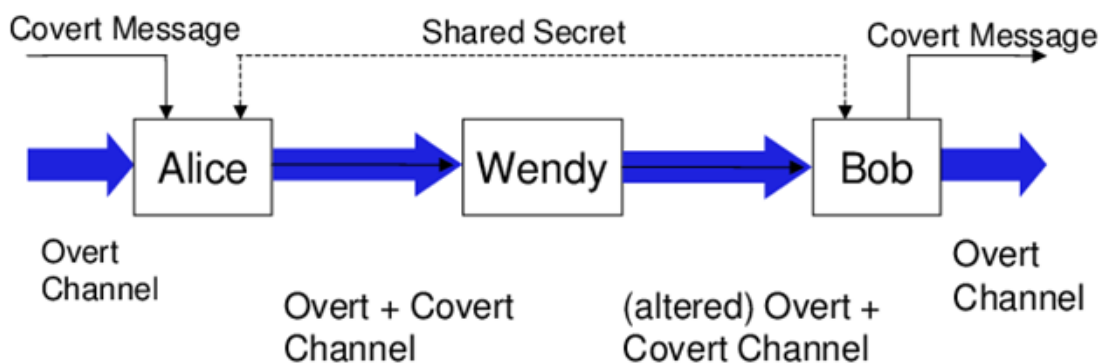 Covert Message
Shared Secret
Covert Message
Alice
Wendy
Bob
Overt
Channel
Overt + Covert
Channel
(altered) Overt +
Covert Channel
Overt
Channel